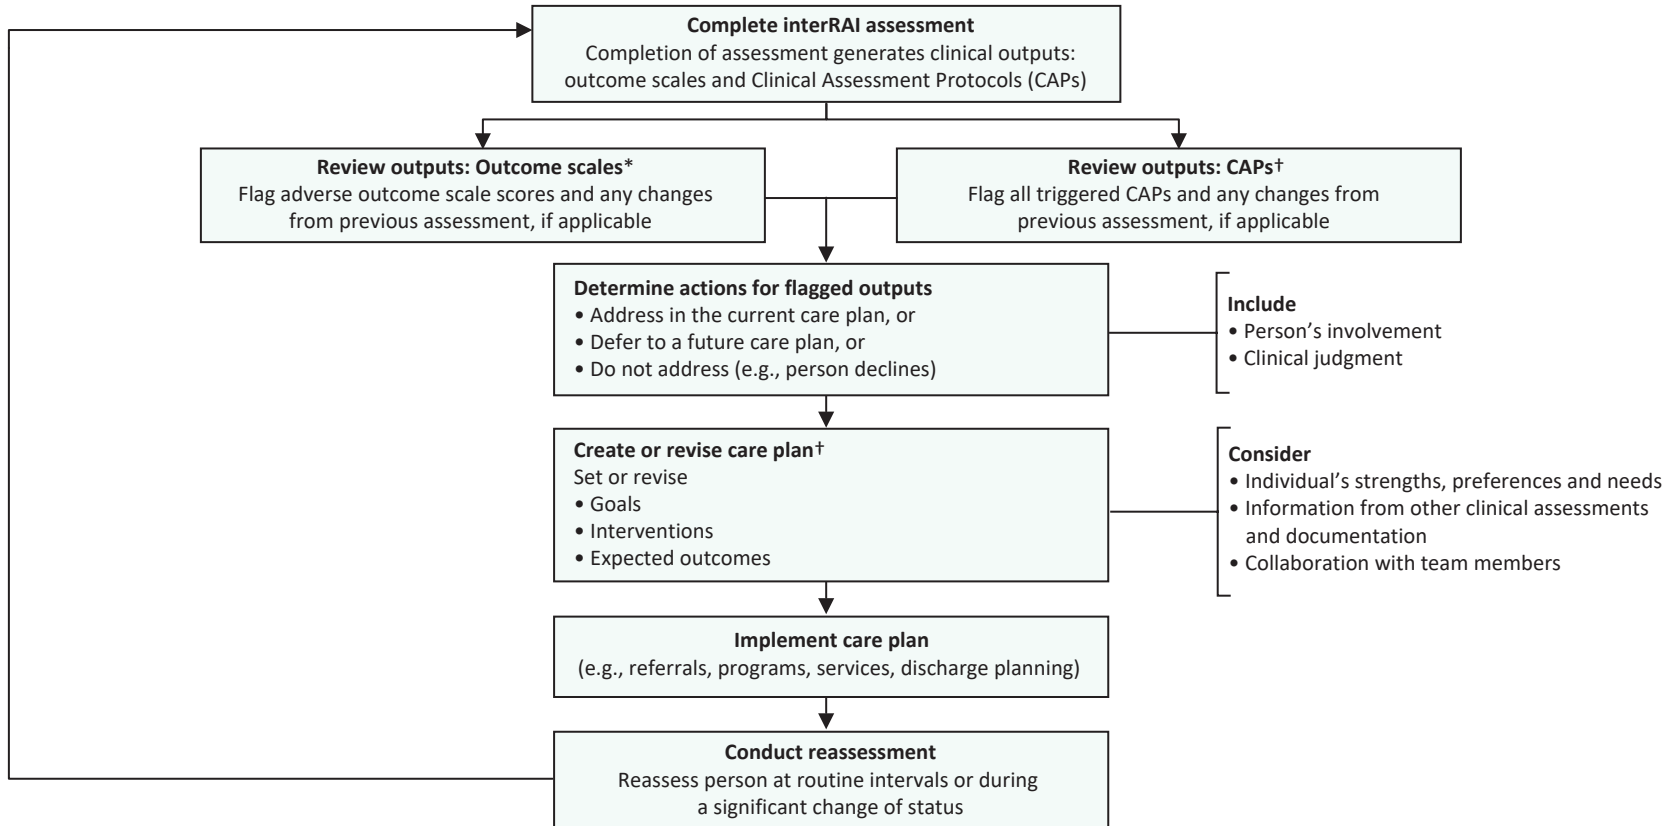 Complete interRAI assessment
Completion of assessment generates clinical outputs:
outcome scales and Clinical Assessment Protocols (CAPs)
Review outputs: Outcome scales*
Flag adverse outcome scale scores and any changes
from previous assessment, if applicable
Review outputs: CAPs†
Flag all triggered CAPs and any changes from
previous assessment, if applicable
Determine actions for flagged outputs
• Address in the current care plan, or
• Defer to a future care plan, or
• Do not address (e.g., person declines)
Include
• Person’s involvement
• Clinical judgment
Create or revise care plan†
Set or revise
• Goals
• Interventions
• Expected outcomes
Consider
• Individual’s strengths, preferences and needs
• Information from other clinical assessments
and documentation
• Collaboration with team members
Implement care plan
(e.g., referrals, programs, services, discharge planning)
Conduct reassessment
Reassess person at routine intervals or during
a significant change of status